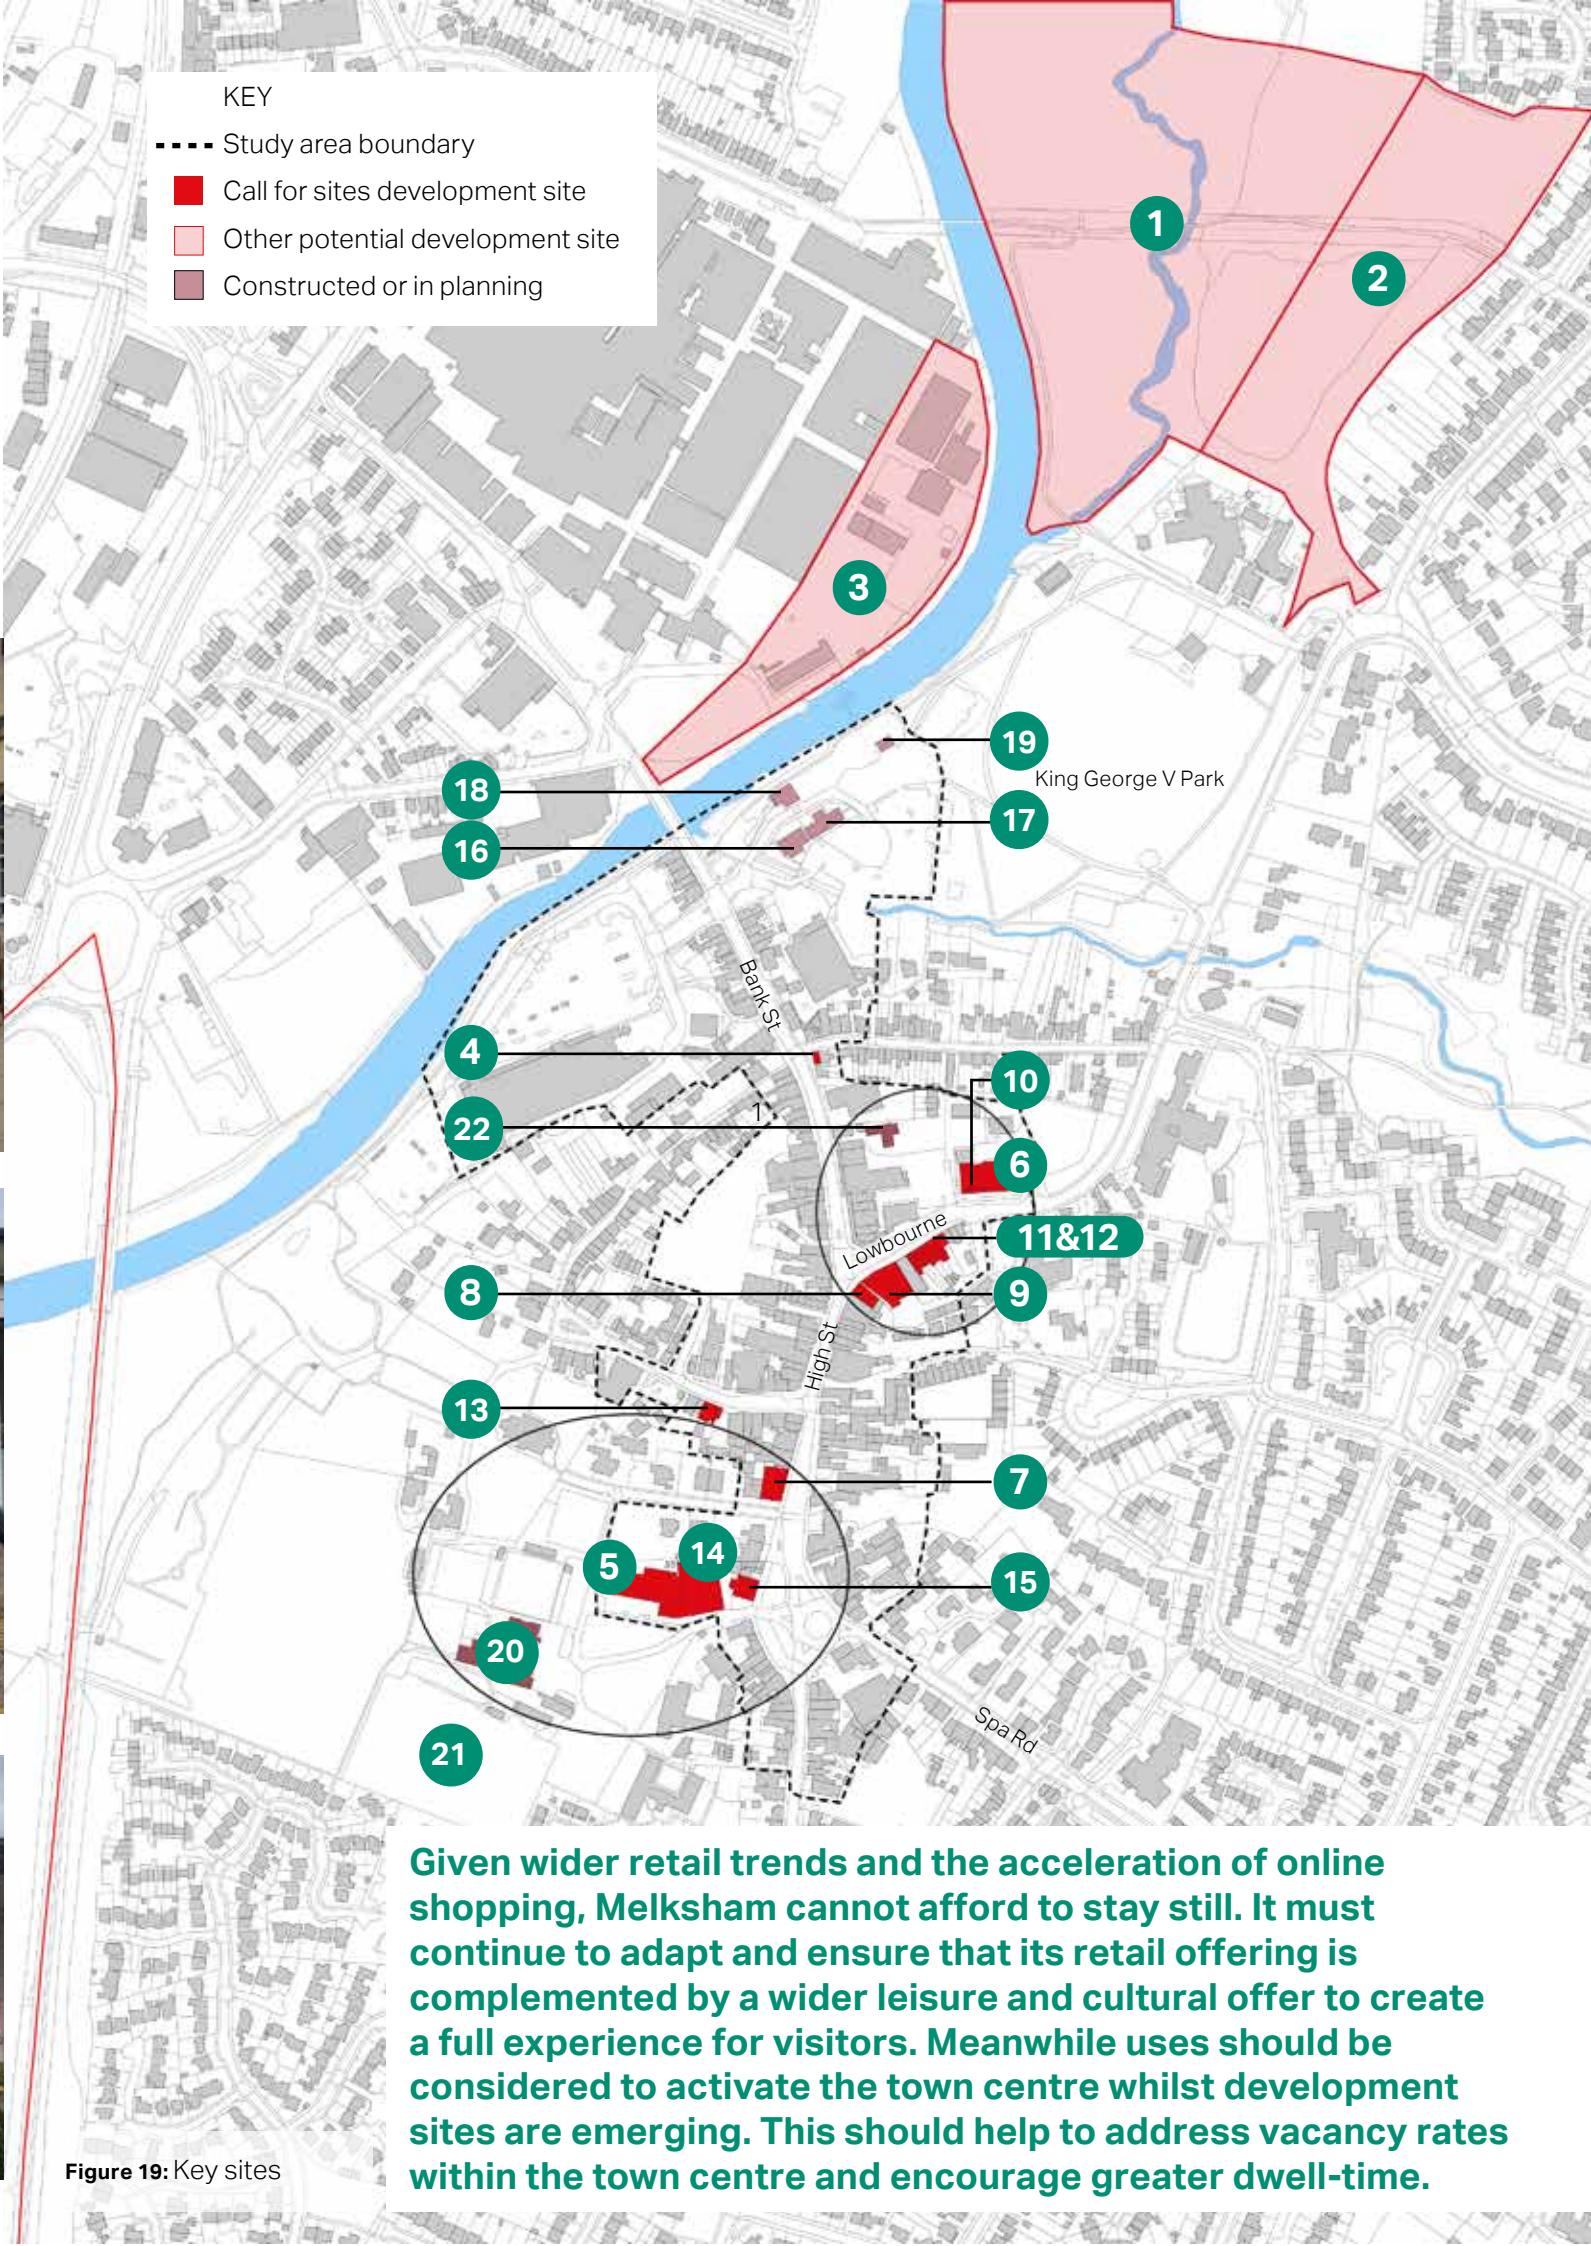 KEY
Study area boundary
Call for sites development site
Other potential development site
Constructed or in planning
1
2
3
19
King George V Park
18
17
16
Bank St
4
10
1
22
6
Lowbourne
11&12
8
9
High St
13
7
14
5
15
20
Spa Rd
21
Given wider retail trends and the acceleration of online
shopping, Melksham cannot afford to stay still. It must
continue to adapt and ensure that its retail offering is
complemented by a wider leisure and cultural offer to create
a full experience for visitors. Meanwhile uses should be
considered to activate the town centre whilst development
sites are emerging. This should help to address vacancy rates
within the town centre and encourage greater dwell-time.
Figure 19: Key sites